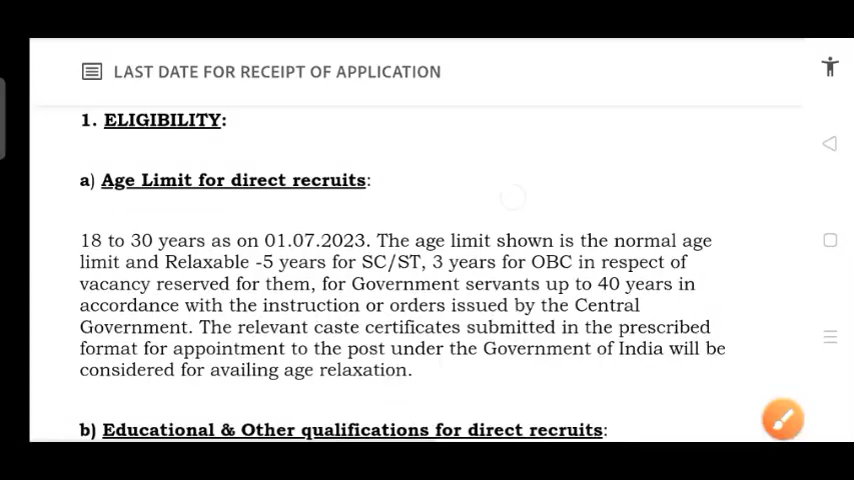 LAST DATE FOR RECEIPT OF APPLICATION
1. ELIGIBILITY:
a) Age Limit for direct recruits:
18 to 30 years as on 01.07.2023. The age limit shown is the normal age
limit and Relaxable -5 years for SC/ST, 3 years for OBC in respect of
vacancy reserved for them, for Government servants up to 40 years in
accordance with the instruction or orders issued by the Central
Government. The relevant caste certificates submitted in the prescribed
format for appointment to the post under the Government of India will be
considered for availing age relaxation.
b) Educational & Other qualifications for direct recruits: